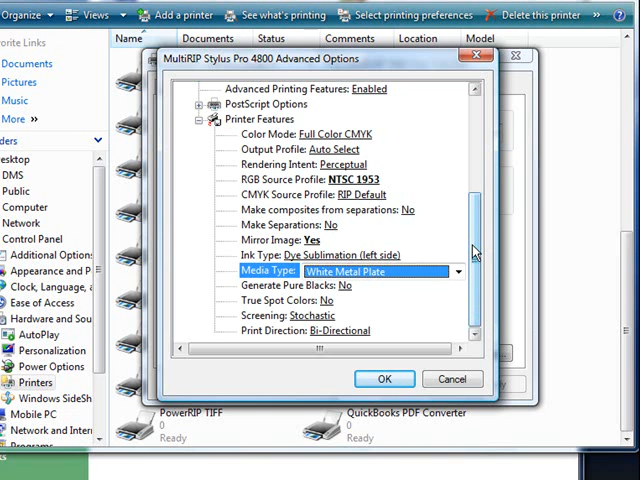 Organize
Views
Add a printer
See what's printing
Select printing preferences
Delete this printer
»
Name
Documents
Status
Comments
Location
Model
MultiRIP Stylus Pro 4800 Advanced Options
avorite Links
Documents
Pictures
Music
More »
ders
esktop
DMS
Public
Computer
Network
Control Panel
Additional Options
Appearance and P
Clock, Language,
Ease of Access
Hardware and Sou
AutoPlay
Personalization
Power Options
Printers
Windows SideSh
Mobile PC
Network and Intern
Advanced Printing Features: Enabled
PostScript Options
Printer Features
Color Mode: Full Color CMYK
Output Profile: Auto Select
Rendering Intent: Perceptual
RGB Source Profile: NTSC 1953
CMYK Source Profile: RIP Default
Make composites from separations: No
Make Separations: No
Mirror Image: Yes
Ink Type: Dye Sublimation (left side)
Media Type: White Metal Plate
Generate Pure Blacks: No
True Spot Colors: No
Screening: Stochastic
Print Direction: Bi-Directional
OK
Cancel
PowerRIP TIFF
0
Ready
QuickBooks PDF Converter
0
Ready